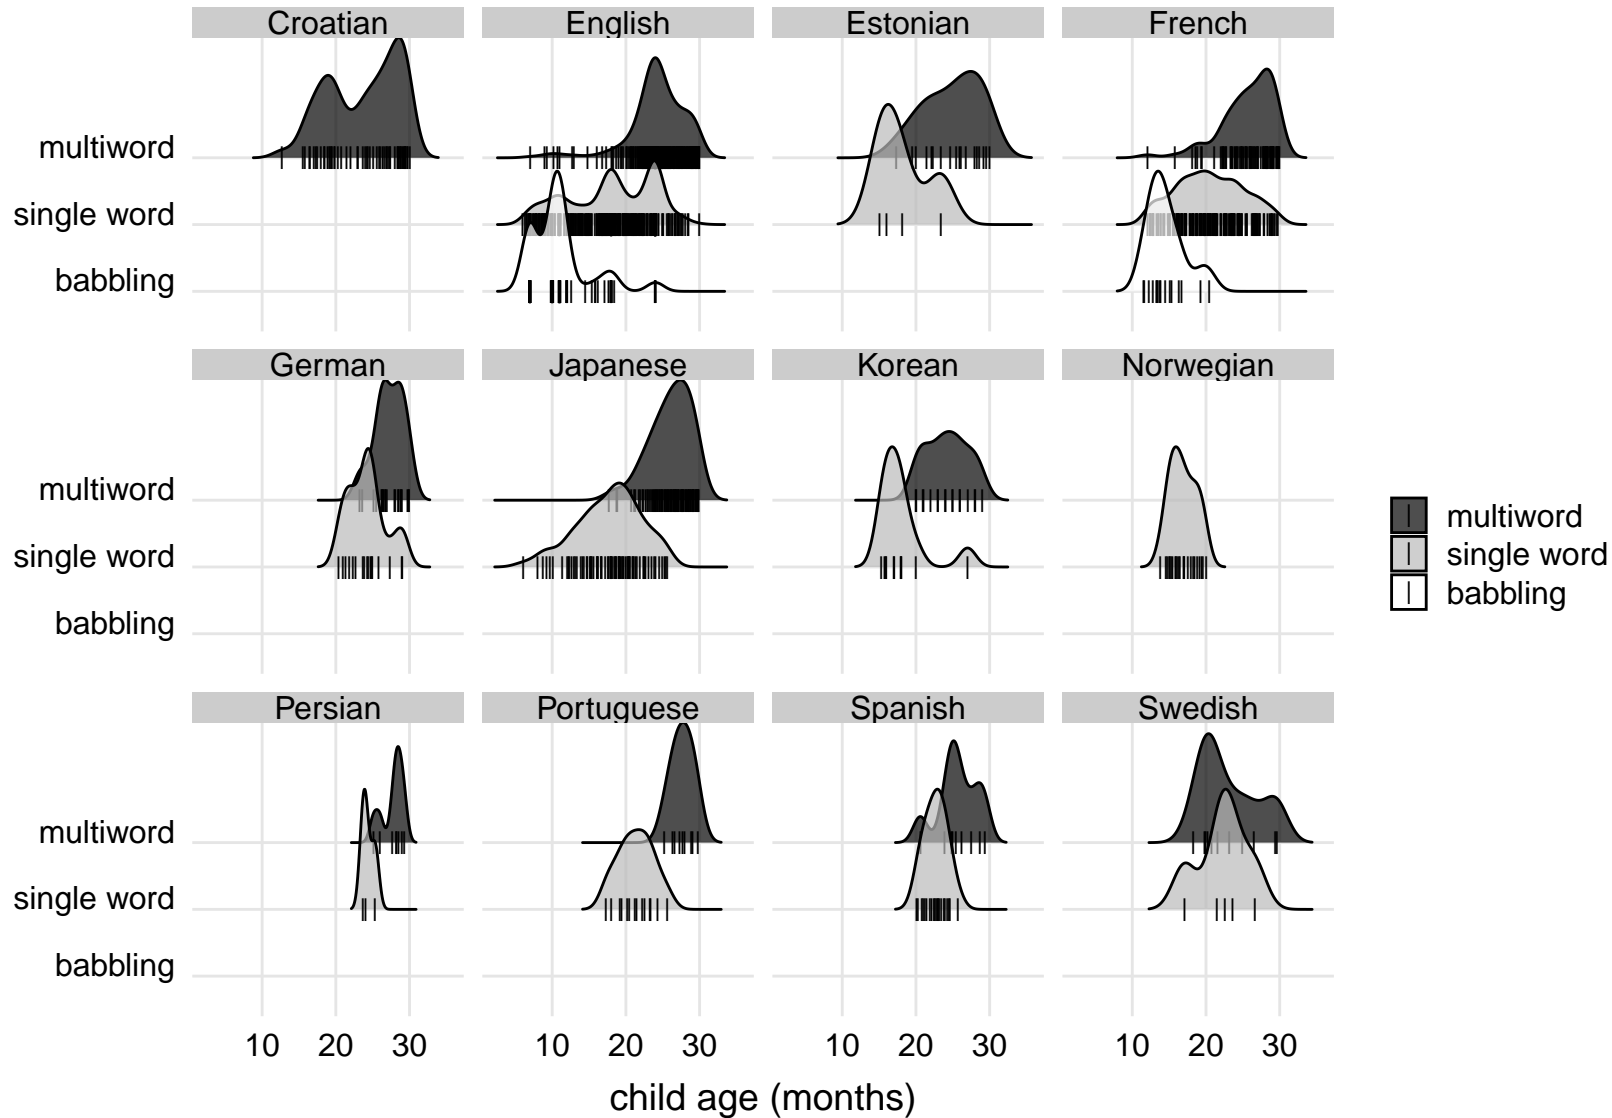 Croatian English Estonian French
multiword
single word
babbling
German Japanese Korean Norwegian
multiword
single word
babbling
multiword
single word
babbling
Persian Portuguese Spanish Swedish
multiword
single word
babbling
10 20 30 10 20 30 10 20 30 10 20 30
child age (months)